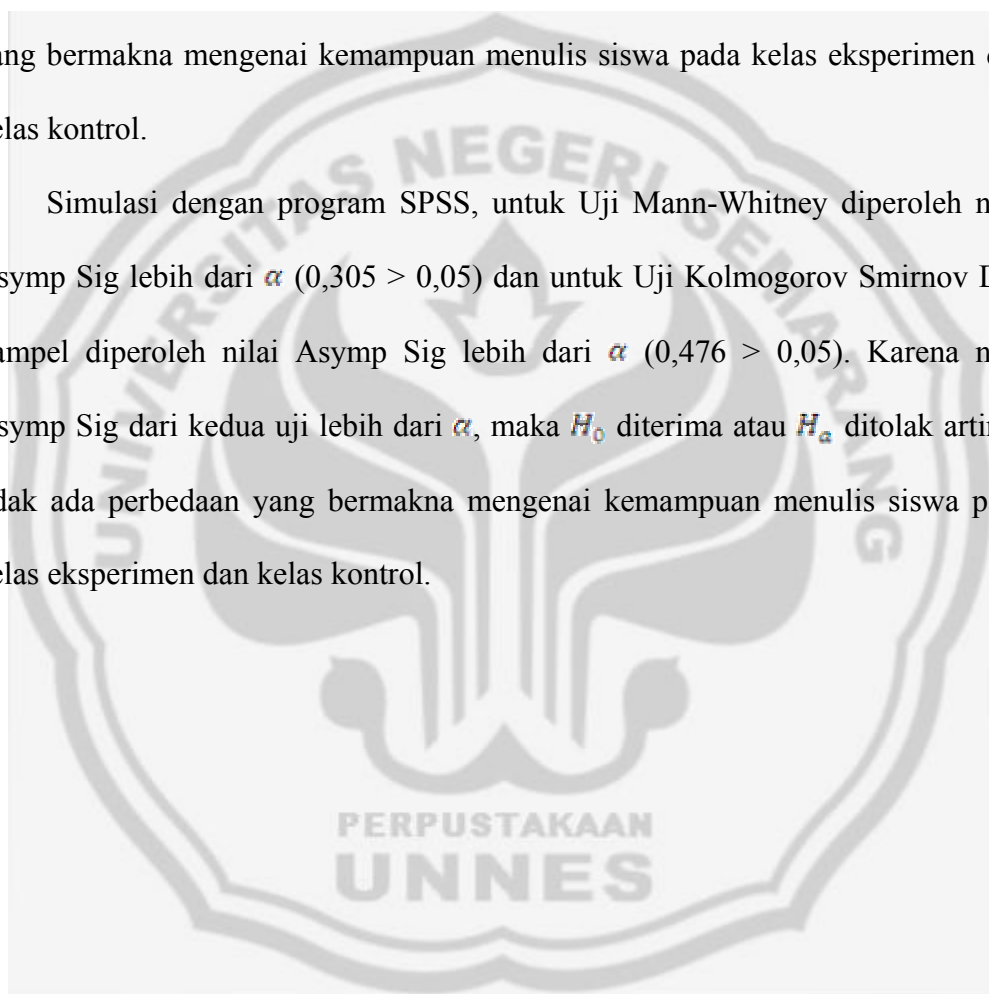 ang bermakna mengenai kemampuan menulis siswa pada kelas eksperimen
elas kontrol.
Simulasi dengan program SPSS, untuk Uji Mann-Whitney diperoleh
symp Sig lebih dari α (0,305 > 0,05) dan untuk Uji Kolmogorov Smirnov
ampel diperoleh nilai Asymp Sig lebih dari α (0,476 > 0,05). Karena
symp Sig dari kedua uji lebih dari α, maka H₀ diterima atau Hₐ ditolak arti
dak ada perbedaan yang bermakna mengenai kemampuan menulis siswa p
elas eksperimen dan kelas kontrol.
UNIVERSITAS NEGERI SEMARANG
PERPUSTAKAAN
UNNES